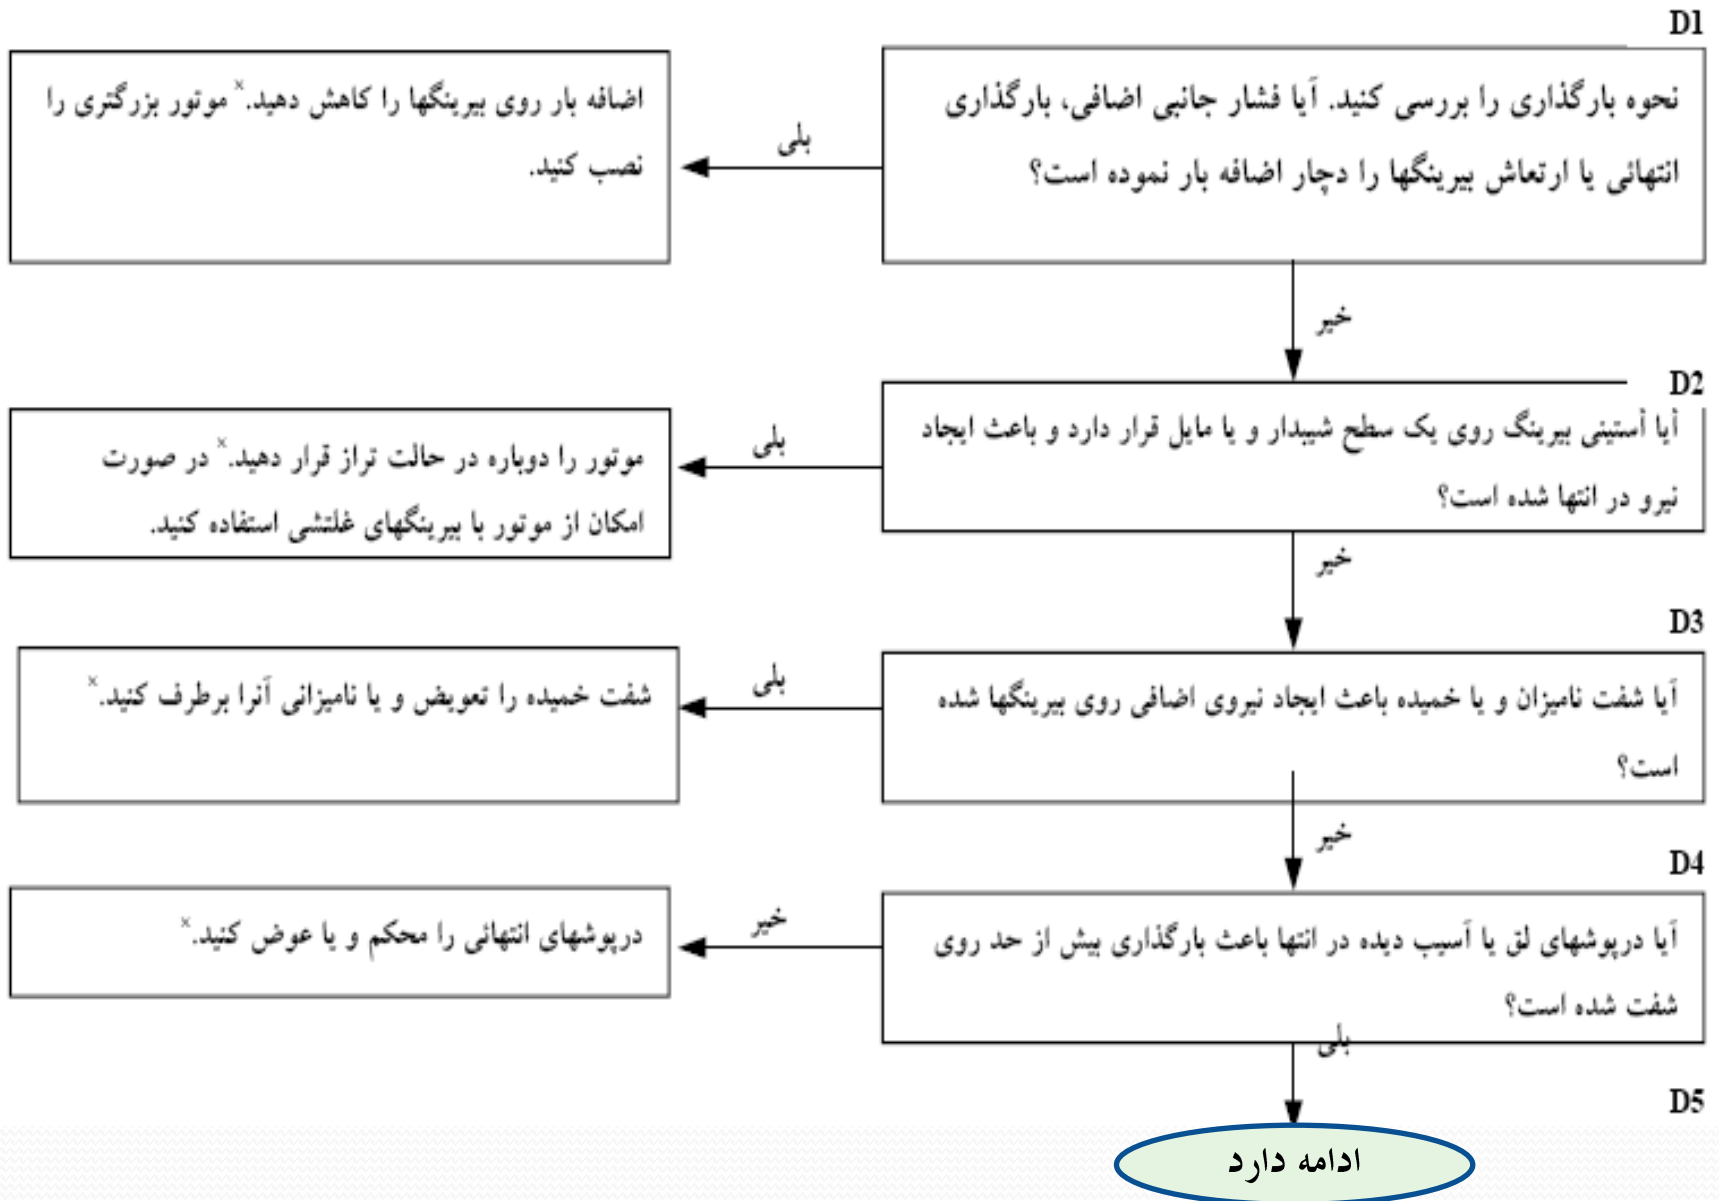 D1
نحوه بارگذاری را بررسی کنید. آیا فشار جانبی اضافی، بارگذاری
انتهائی یا ارتعاش بیرینگها را دچار اضافه بار نموده است؟
بلی
اضافه بار روی بیرینگها را کاهش دهید.× موتور بزرگتری را
نصب کنید.
خیر
D2
آیا آستینی بیرینگ روی یک سطح شیبدار و یا مایل قرار دارد و باعث ایجاد
نیرو در انتها شده است؟
بلی
موتور را دوباره در حالت تراز قرار دهید.× در صورت
امکان از موتور با بیرینگهای غلتشی استفاده کنید.
خیر
D3
آیا شفت نامیزان و یا خمیده باعث ایجاد نیروی اضافی روی بیرینگها شده
است؟
بلی
شفت خمیده را تعویض و یا نامیزانی آنرا برطرف کنید.×
خیر
D4
آیا درپوشهای لق یا آسیب دیده در انتها باعث بارگذاری بیش از حد روی
شفت شده است؟
خیر
درپوشهای انتهائی را محکم و یا عوض کنید.×
بلی
D5
ادامه دارد